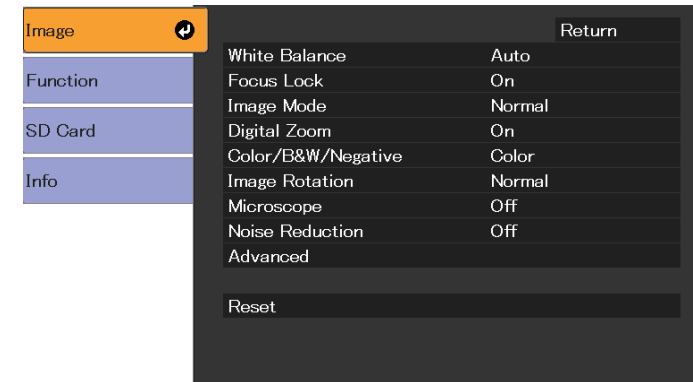 Image
Function
SD Card
Info
Return
White Balance Auto
Focus Lock On
Image Mode Normal
Digital Zoom On
Color/B&W/Negative Color
Image Rotation Normal
Microscope Off
Noise Reduction Off
Advanced
Reset